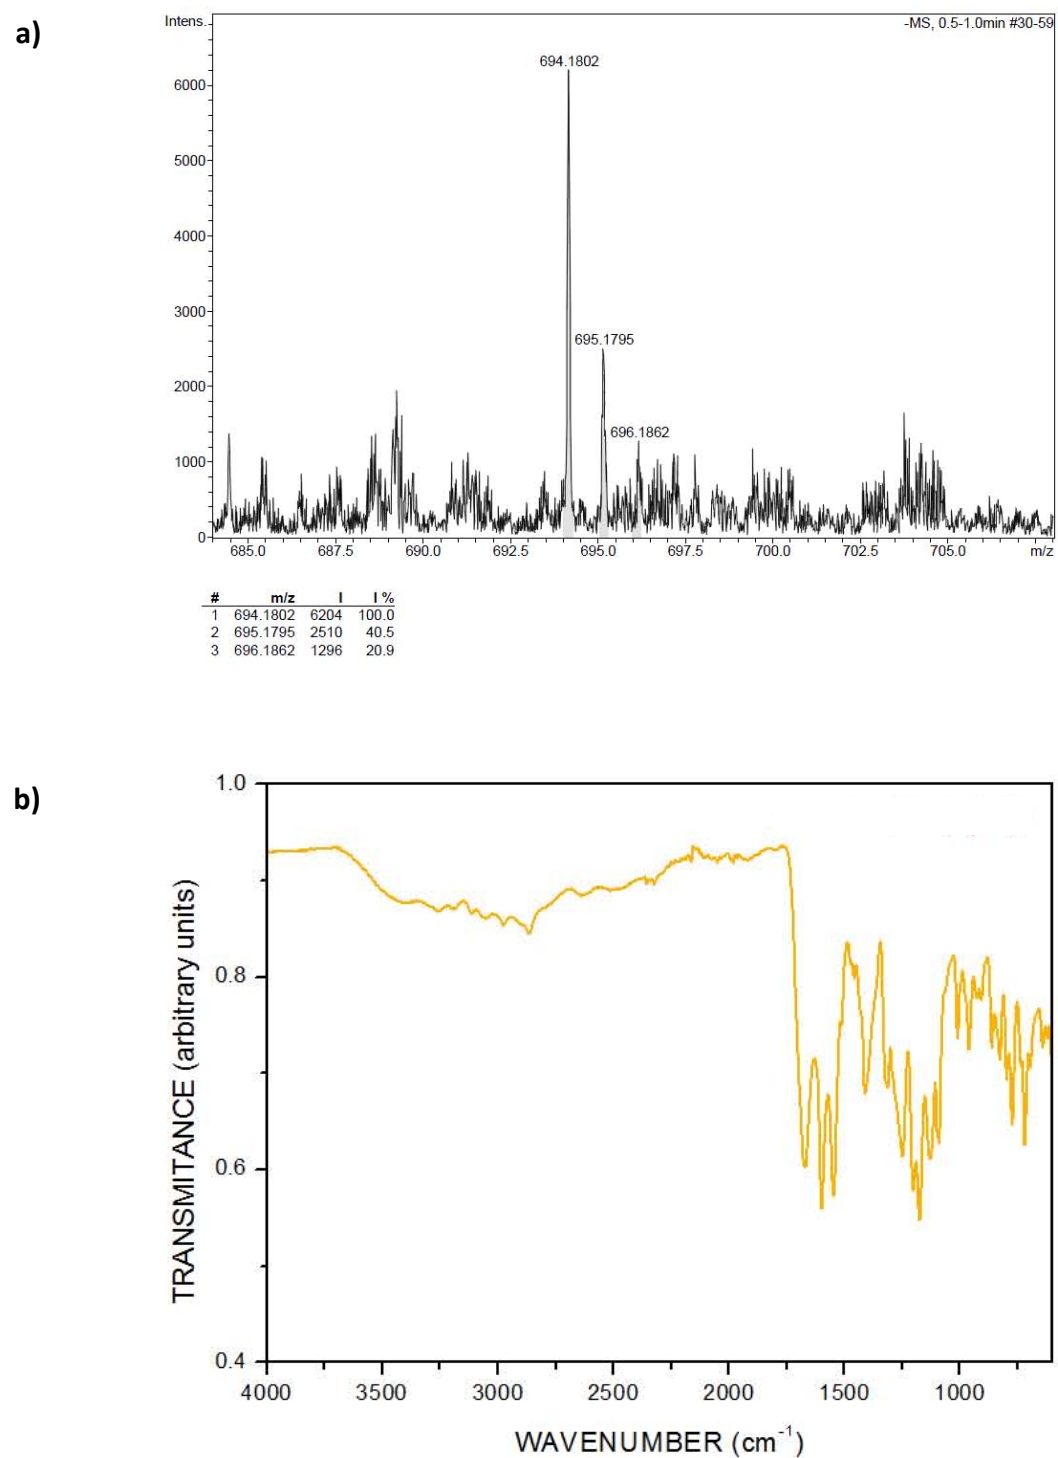 a)
Intens.
-MS, 0.5-1.0min #30-59
694.1802
6000
5000
4000
3000
695.1795
2000
696.1862
1000
0
685.0 687.5 690.0 692.5 695.0 697.5 700.0 702.5 705.0 m/z
# m/z I I %
1 694.1802 6204 100.0
2 695.1795 2510 40.5
3 696.1862 1296 20.9
b)
1.0
0.8
0.6
0.4
TRANSMITANCE (arbitrary units)
4000 3500 3000 2500 2000 1500 1000
WAVENUMBER (cm-1)